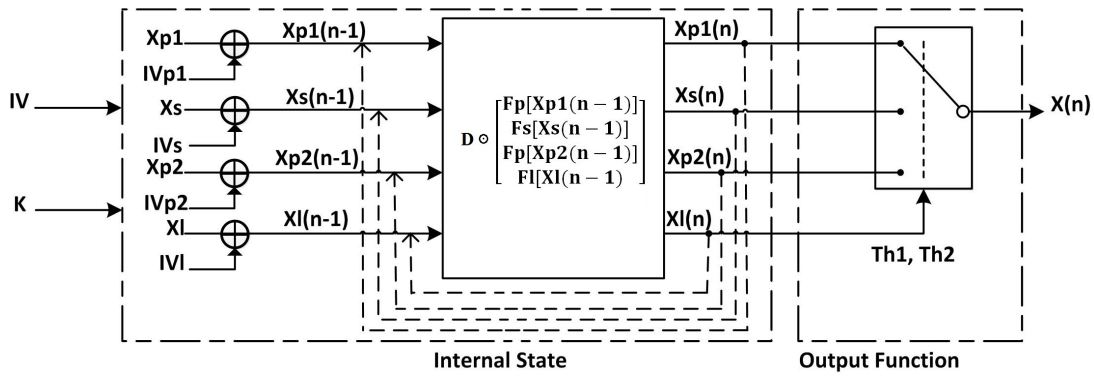 Xp1
Xp1(n-1)
Xp1(n)
IVp1
IV
Xs
Xs(n-1)
Xs(n)
X(n)
IVs
D ⊙ [Fp[Xp1(n − 1)]
Fs[Xs(n − 1)]
Fp[Xp2(n − 1)]
Fl[Xl(n − 1)]
Xp2
Xp2(n-1)
Xp2(n)
IVp2
K
Xl
Xl(n-1)
Xl(n)
IVl
Th1, Th2
Internal State
Output Function